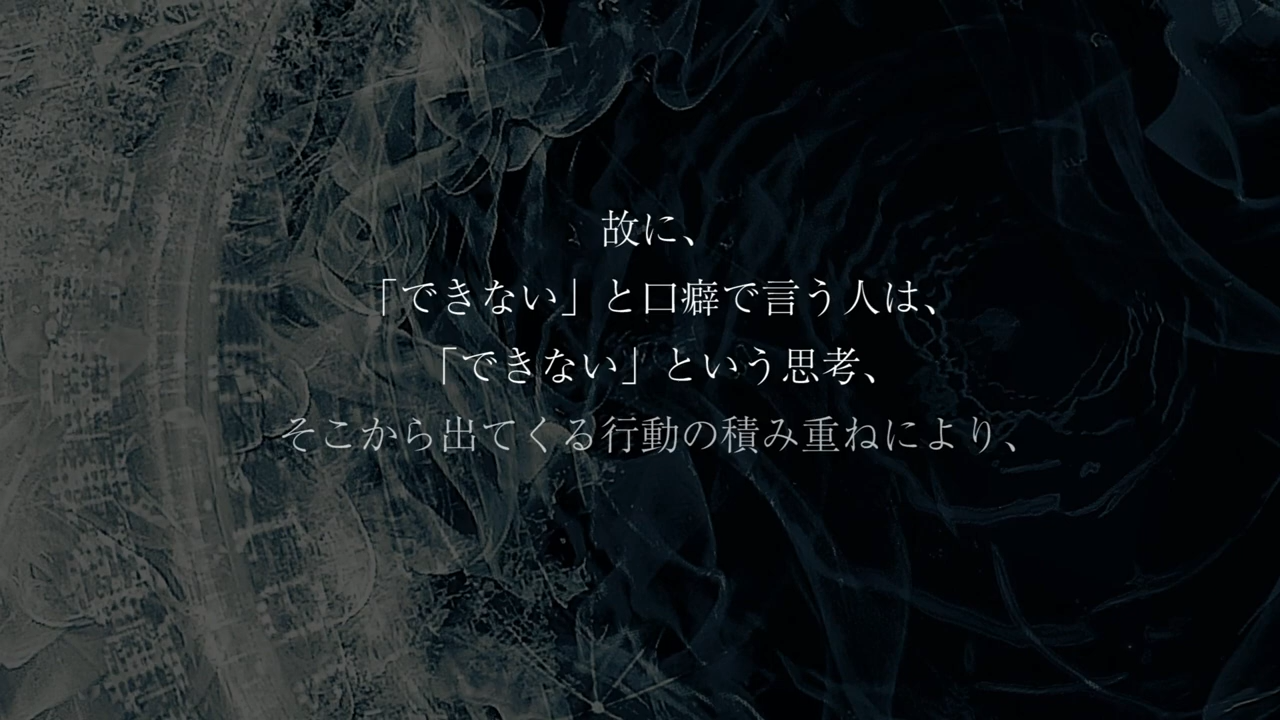 故に、
「できない」と口癖で言う人は、
「できない」という思考、
そこから出てくる行動の積み重ねにより、